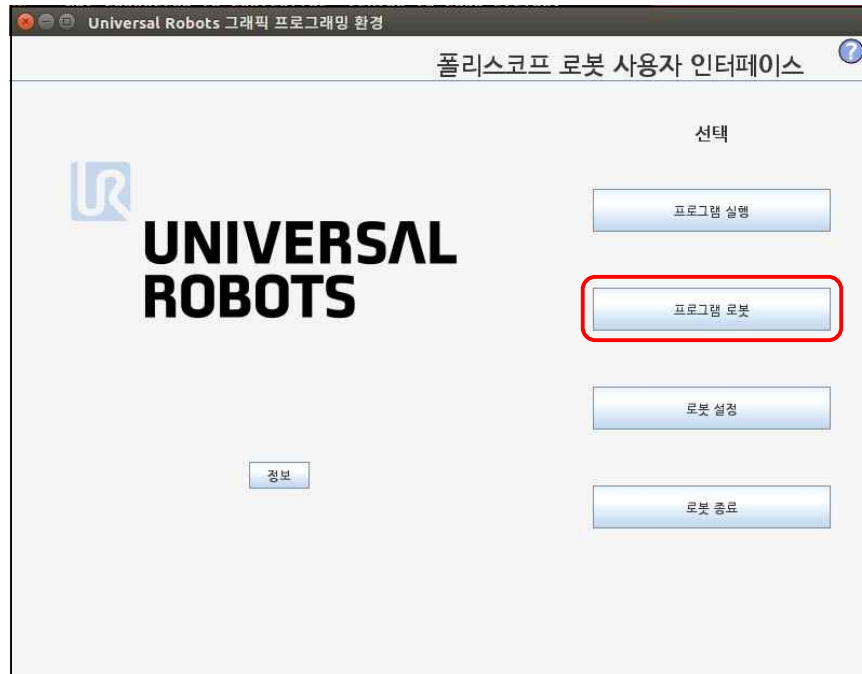 Universal Robots 그래픽 프로그래밍 환경
폴리스코프 로봇 사용자 인터페이스
?
선택
UR
UNIVERSAL
ROBOTS
프로그램 실행
프로그램 로봇
로봇 설정
정보
로봇 종료